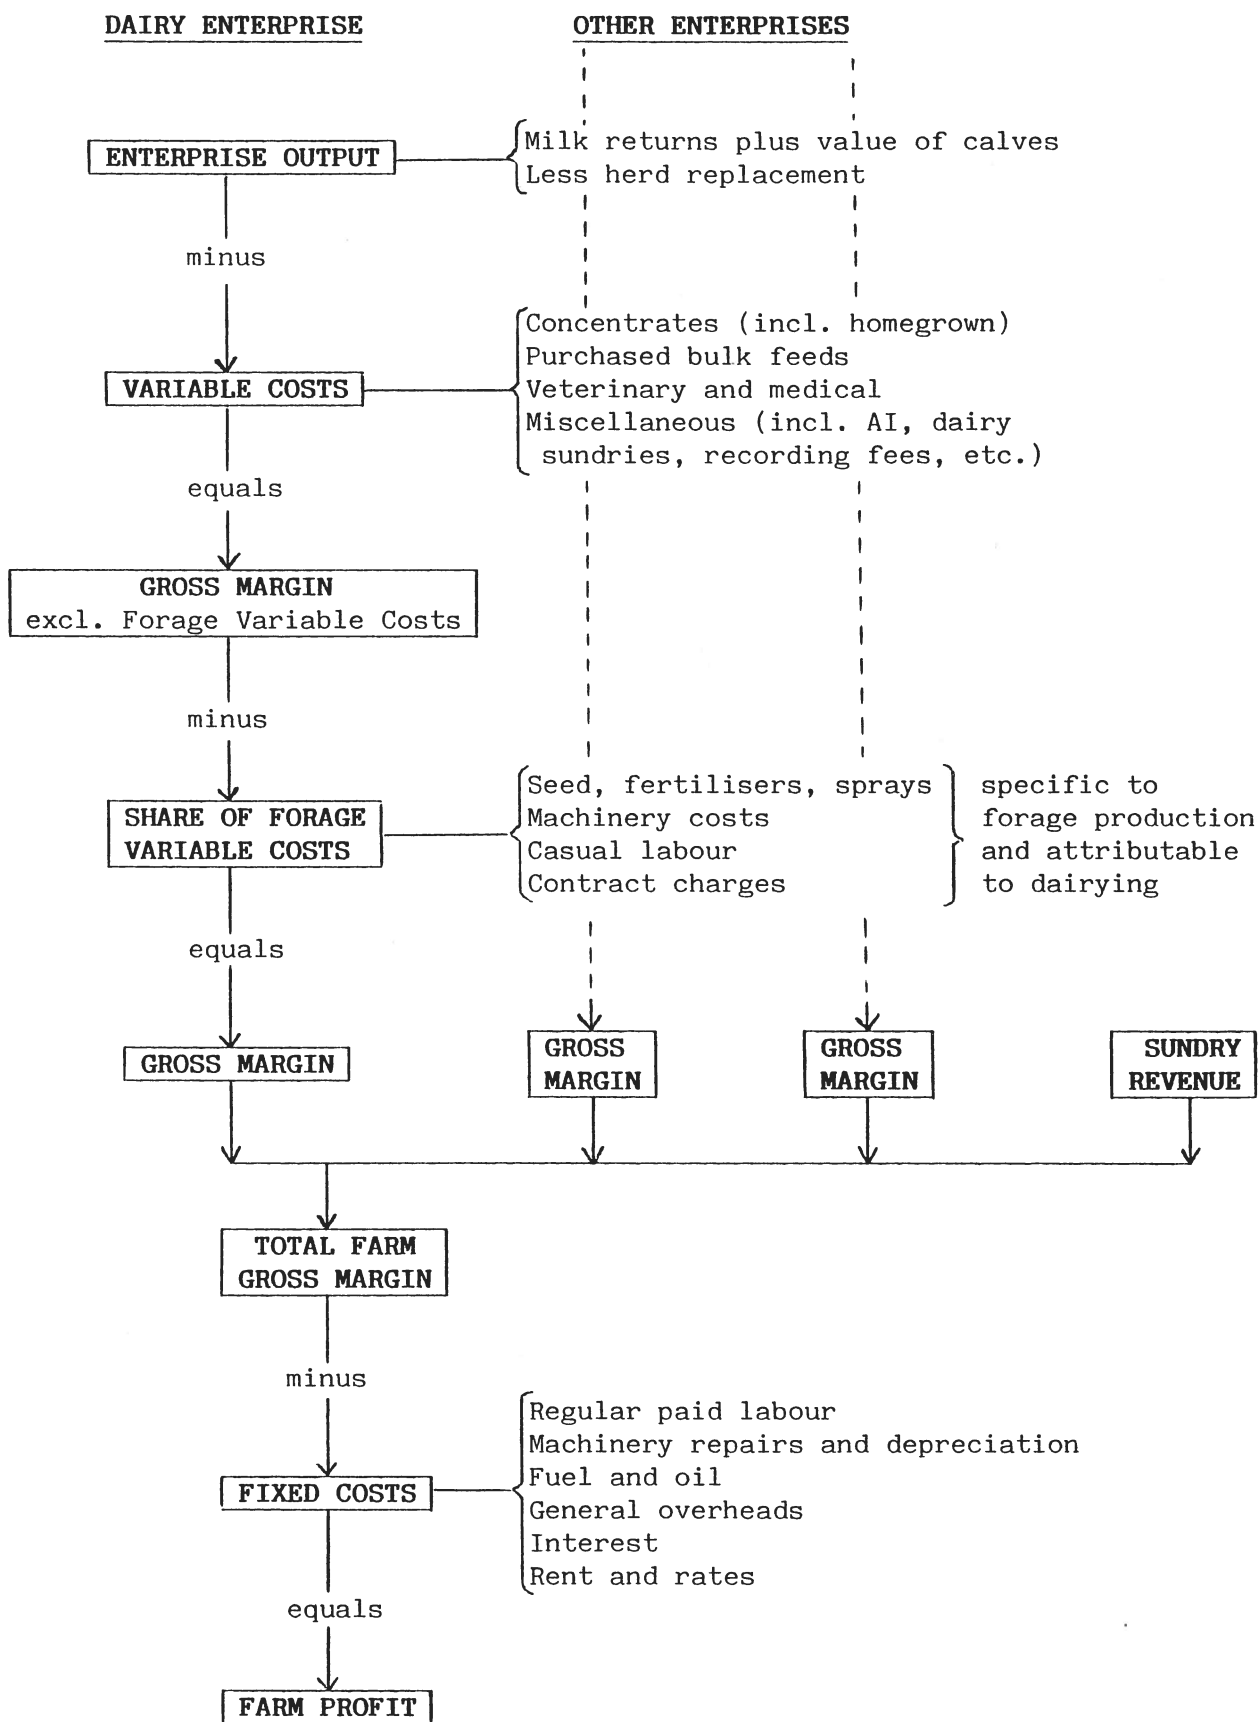 DAIRY ENTERPRISE
OTHER ENTERPRISES
ENTERPRISE OUTPUT
Milk returns plus value of calves
Less herd replacement
minus
VARIABLE COSTS
Concentrates (incl. homegrown)
Purchased bulk feeds
Veterinary and medical
Miscellaneous (incl. AI, dairy
sundries, recording fees, etc.)
equals
GROSS MARGIN
excl. Forage Variable Costs
minus
SHARE OF FORAGE
VARIABLE COSTS
Seed, fertilisers, sprays
Machinery costs
Casual labour
Contract charges
specific to
forage production
and attributable
to dairying
equals
GROSS MARGIN
GROSS
MARGIN
GROSS
MARGIN
SUNDRY
REVENUE
TOTAL FARM
GROSS MARGIN
minus
FIXED COSTS
Regular paid labour
Machinery repairs and depreciation
Fuel and oil
General overheads
Interest
Rent and rates
equals
FARM PROFIT